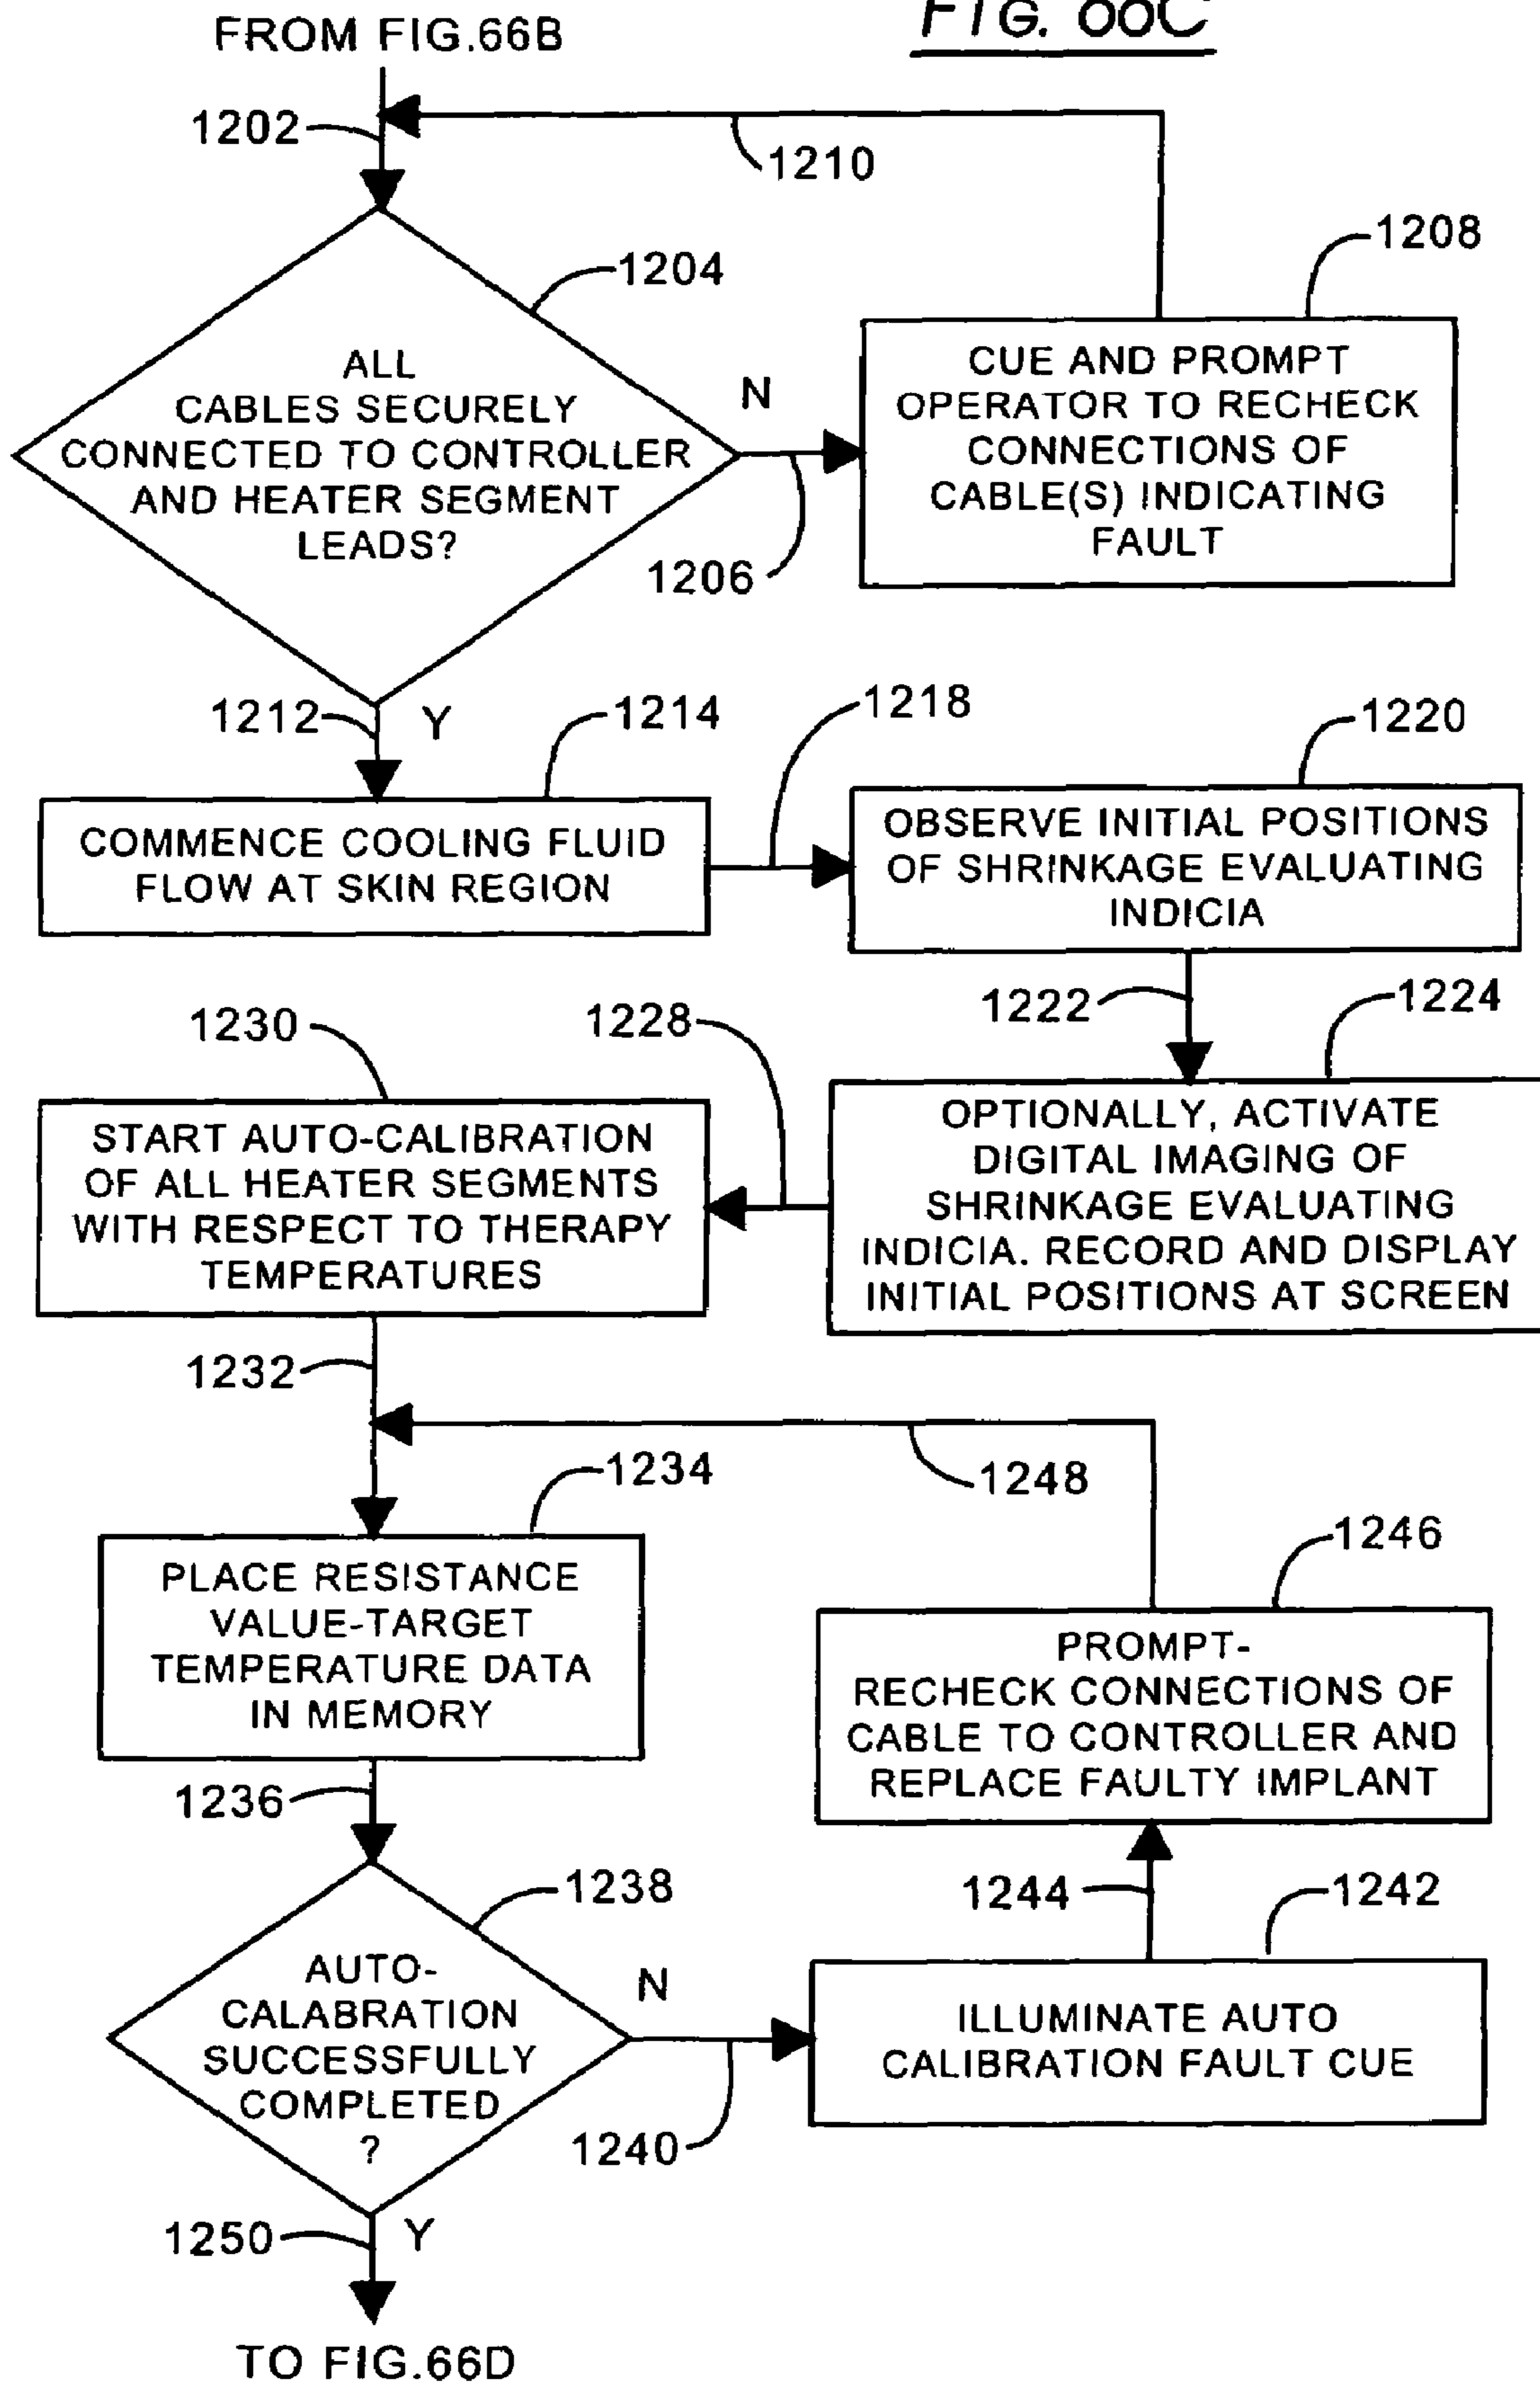 FROM FIG.66B
FIG. 66C
1202
1210
1208
1204
ALL
CABLES SECURELY
CONNECTED TO CONTROLLER
AND HEATER SEGMENT
LEADS?
N
1206
CUE AND PROMPT
OPERATOR TO RECHECK
CONNECTIONS OF
CABLE(S) INDICATING
FAULT
1212
Y
1214
1218
1220
COMMENCE COOLING FLUID
FLOW AT SKIN REGION
OBSERVE INITIAL POSITIONS
OF SHRINKAGE EVALUATING
INDICIA
1222
1224
1230
1228
START AUTO-CALIBRATION
OF ALL HEATER SEGMENTS
WITH RESPECT TO THERAPY
TEMPERATURES
OPTIONALLY, ACTIVATE
DIGITAL IMAGING OF
SHRINKAGE EVALUATING
INDICIA. RECORD AND DISPLAY
INITIAL POSITIONS AT SCREEN
1232
1234
1248
1246
PLACE RESISTANCE
VALUE-TARGET
TEMPERATURE DATA
IN MEMORY
PROMPT-
RECHECK CONNECTIONS OF
CABLE TO CONTROLLER AND
REPLACE FAULTY IMPLANT
1236
1238
1244
1242
AUTO-
CALABRATION
SUCCESSFULLY
COMPLETED
?
N
1240
ILLUMINATE AUTO
CALIBRATION FAULT CUE
1250
Y
TO FIG.66D